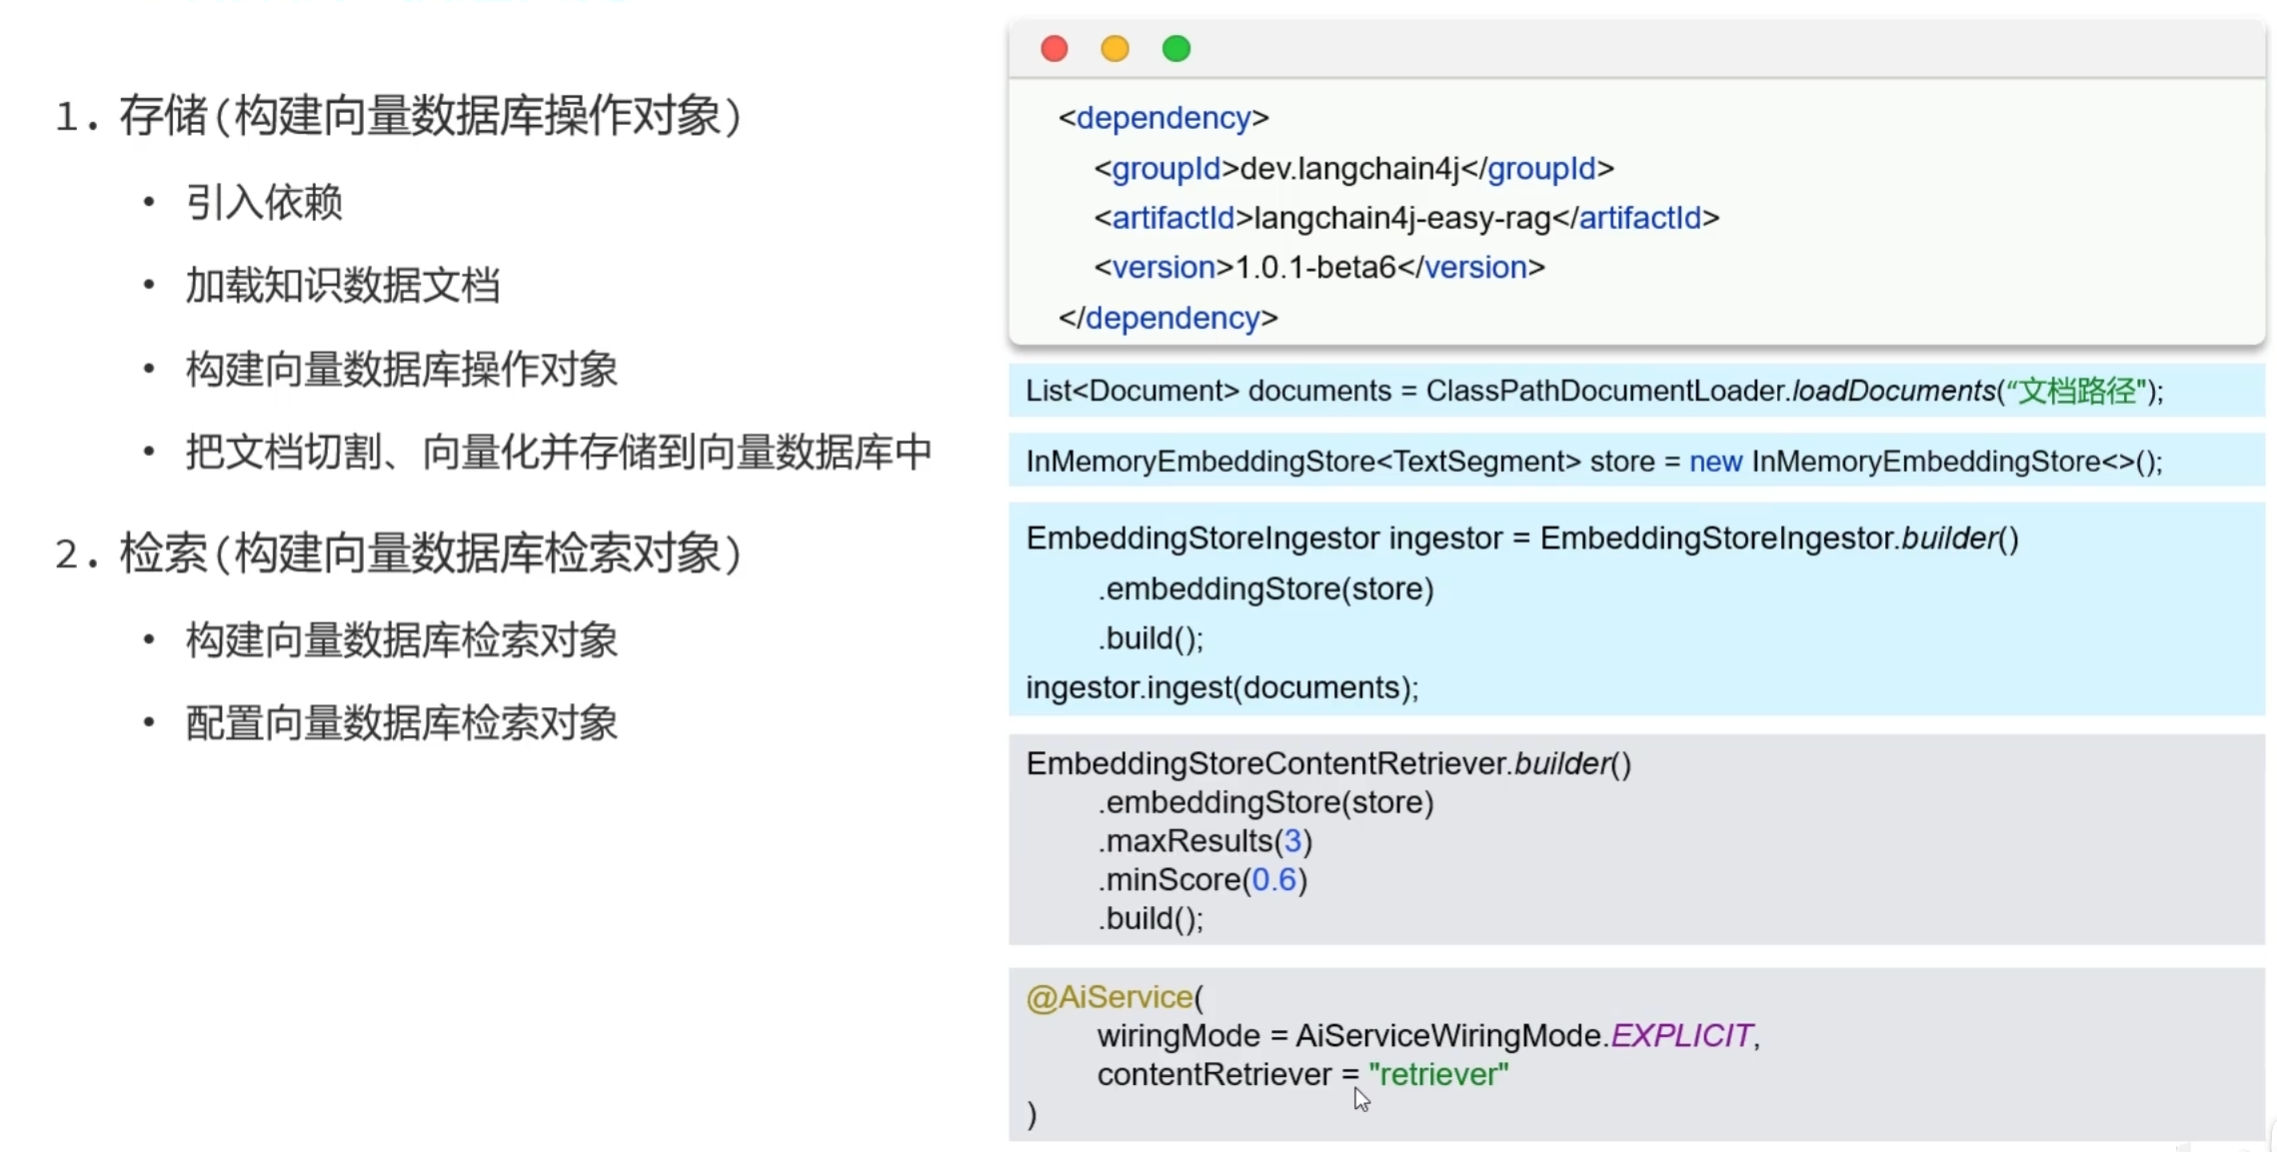 1. 存储(构建向量数据库操作对象)
• 引入依赖
• 加载知识数据文档
• 构建向量数据库操作对象
• 把文档切割、向量化并存储到向量数据库中
2. 检索(构建向量数据库检索对象)
• 构建向量数据库检索对象
• 配置向量数据库检索对象
<dependency>
<groupId>dev.langchain4j</groupId>
<artifactId>langchain4j-easy-rag</artifactId>
<version>1.0.1-beta6</version>
</dependency>
List<Document> documents = ClassPathDocumentLoader.loadDocuments(“文档路径");
InMemoryEmbeddingStore<TextSegment> store = new InMemoryEmbeddingStore<>();
EmbeddingStoreIngestor ingestor = EmbeddingStoreIngestor.builder()
.embeddingStore(store)
.build();
ingestor.ingest(documents);
EmbeddingStoreContentRetriever.builder()
.embeddingStore(store)
.maxResults(3)
.minScore(0.6)
.build();
@AiService(
wiringMode = AiServiceWiringMode.EXPLICIT,
contentRetriever = "retriever"
)